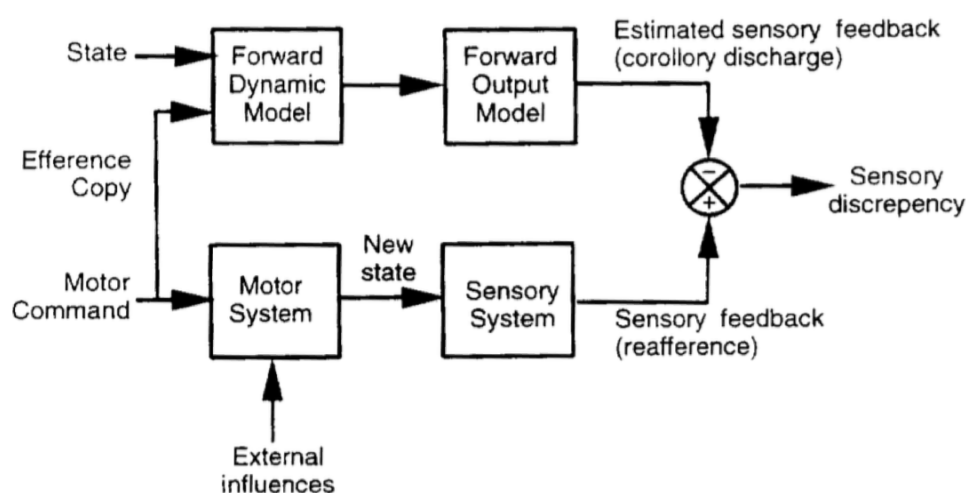 State
Forward
Dynamic
Model
Forward
Output
Model
Estimated sensory feedback
(corollory discharge)
Efference
Copy
−
+
Sensory
discrepency
Motor
Command
Motor
System
New
state
Sensory
System
Sensory feedback
(reafference)
External
influences